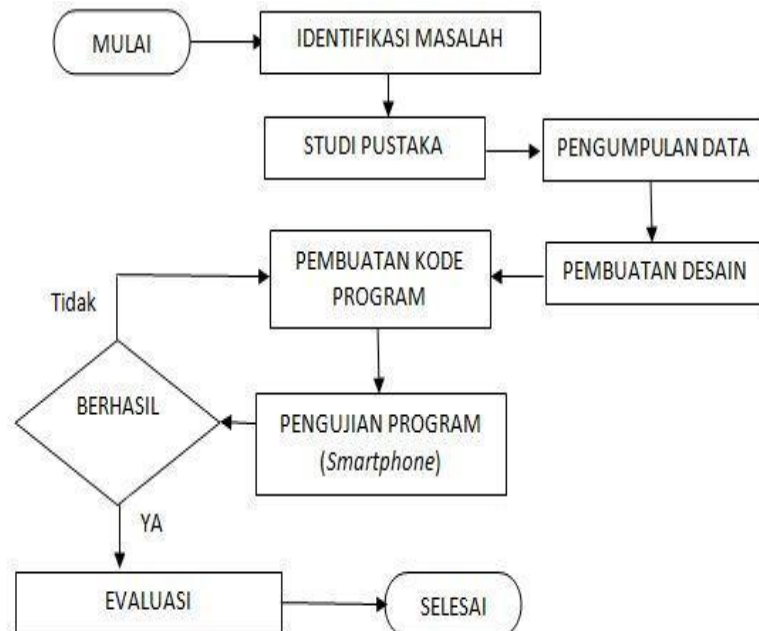 MULAI
IDENTIFIKASI MASALAH
STUDI PUSTAKA
PENGUMPULAN DATA
PEMBUATAN DESAIN
PEMBUATAN KODE
PROGRAM
Tidak
BERHASIL
PENGUJIAN PROGRAM
(Smartphone)
YA
EVALUASI
SELESAI